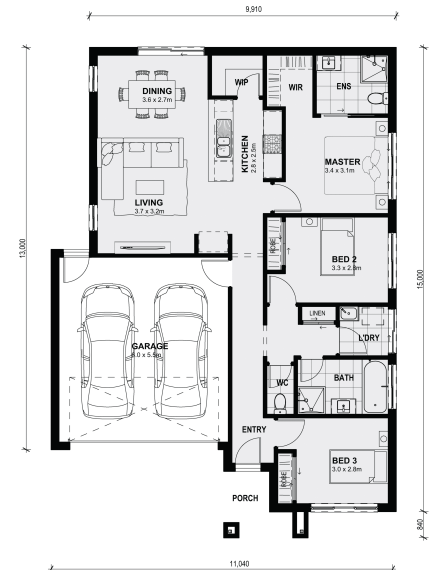 9,910
DINING
3.6 x 2.7m
WIP
WIR
ENS
KITCHEN
2.8 x 2.5m
MASTER
3.4 x 3.1m
LIVING
3.7 x 3.2m
13,000
15,000
ROBE
BED 2
3.3 x 2.8m
LINEN
L'DRY
GARAGE
6.0 x 5.5m
WC
BATH
ENTRY
BED 3
3.0 x 2.8m
ROBE
PORCH
840
11,040